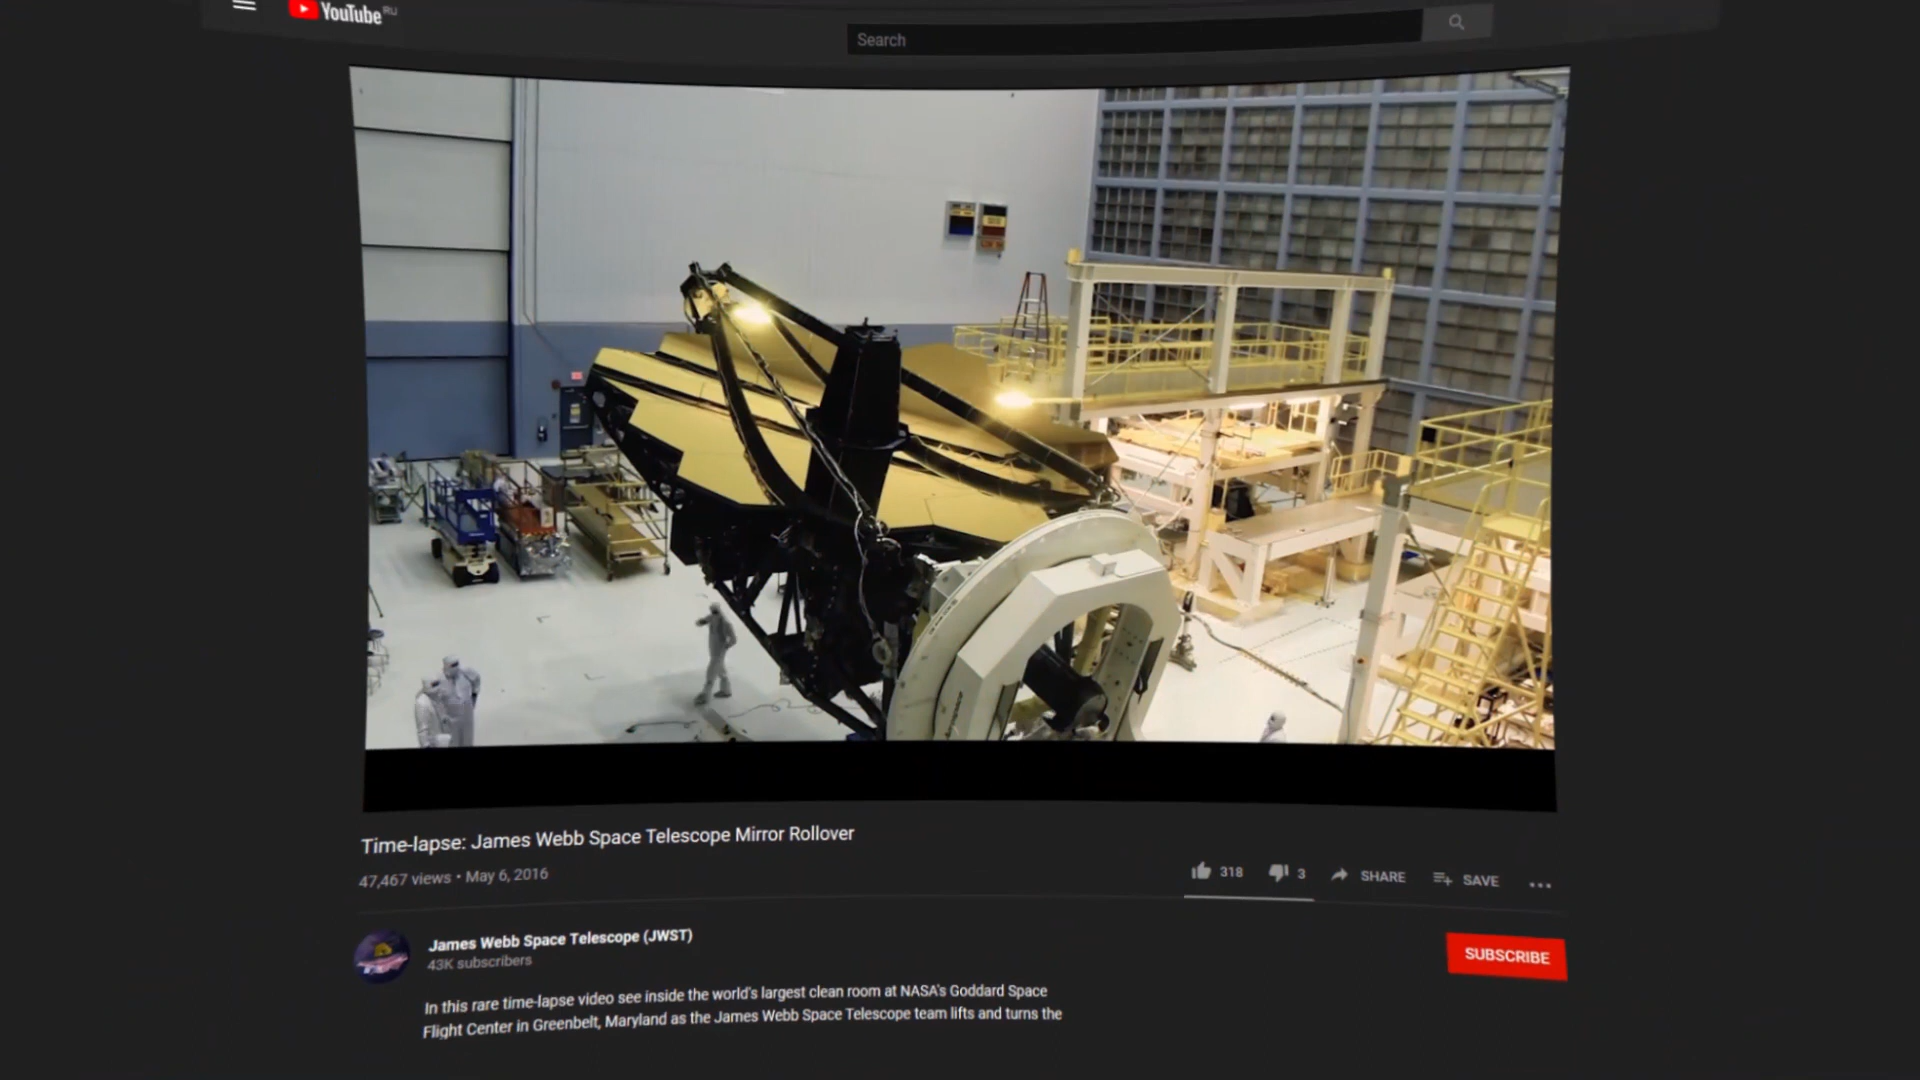 YouTube RU
Search
Time-lapse: James Webb Space Telescope Mirror Rollover
47,467 views • May 6, 2016
318
3
SHARE
SAVE
James Webb Space Telescope (JWST)
43K subscribers
SUBSCRIBE
In this rare time-lapse video see inside the world's largest clean room at NASA's Goddard Space
Flight Center in Greenbelt, Maryland as the James Webb Space Telescope team lifts and turns the